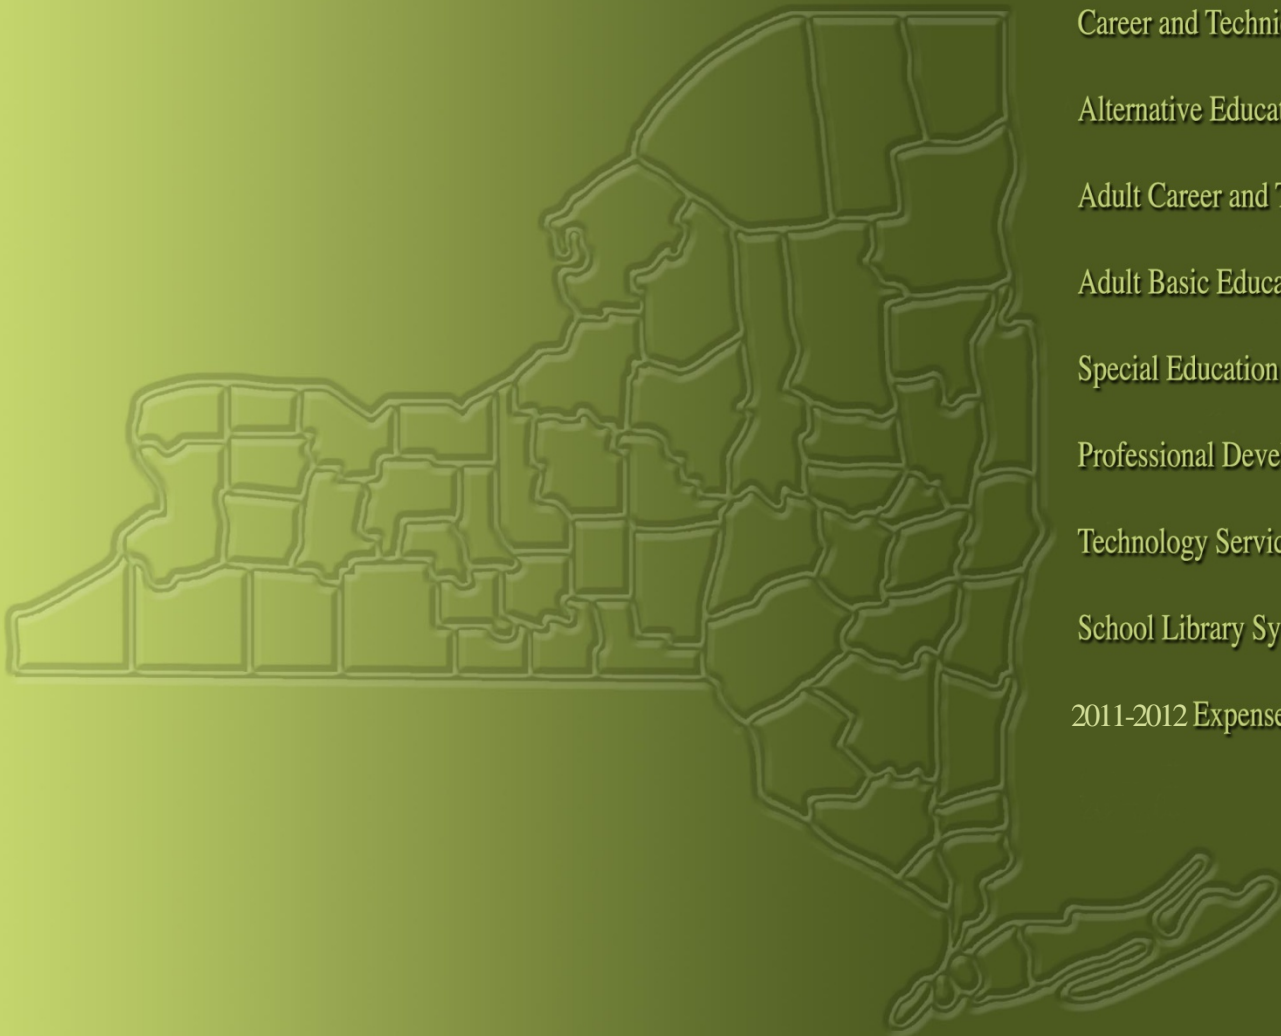 Career and Techni
Alternative Educa
Adult Career and
Adult Basic Educa
Special Education
Professional Deve
Technology Servic
School Library Sy
2011-2012 Expense